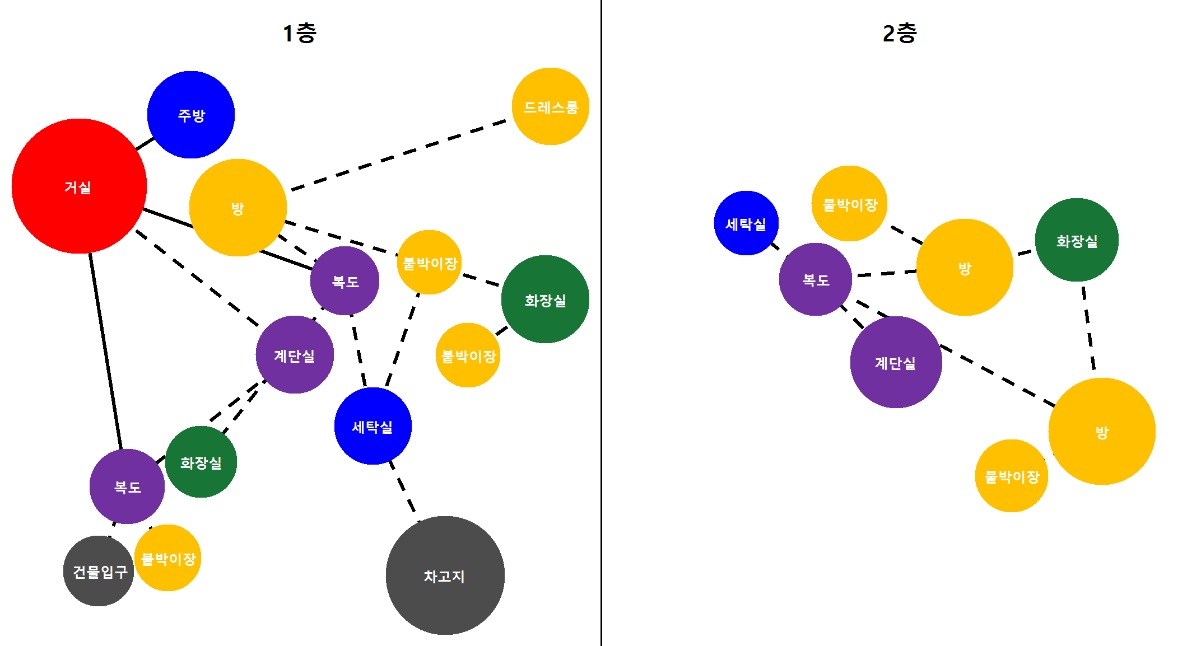 1층
주방
드레스룸
거실
방
붙박이장
복도
화장실
계단실
붙박이장
세탁실
화장실
복도
건물입구
붙박이장
차고지
2층
붙박이장
세탁실
화장실
방
복도
계단실
방
붙박이장